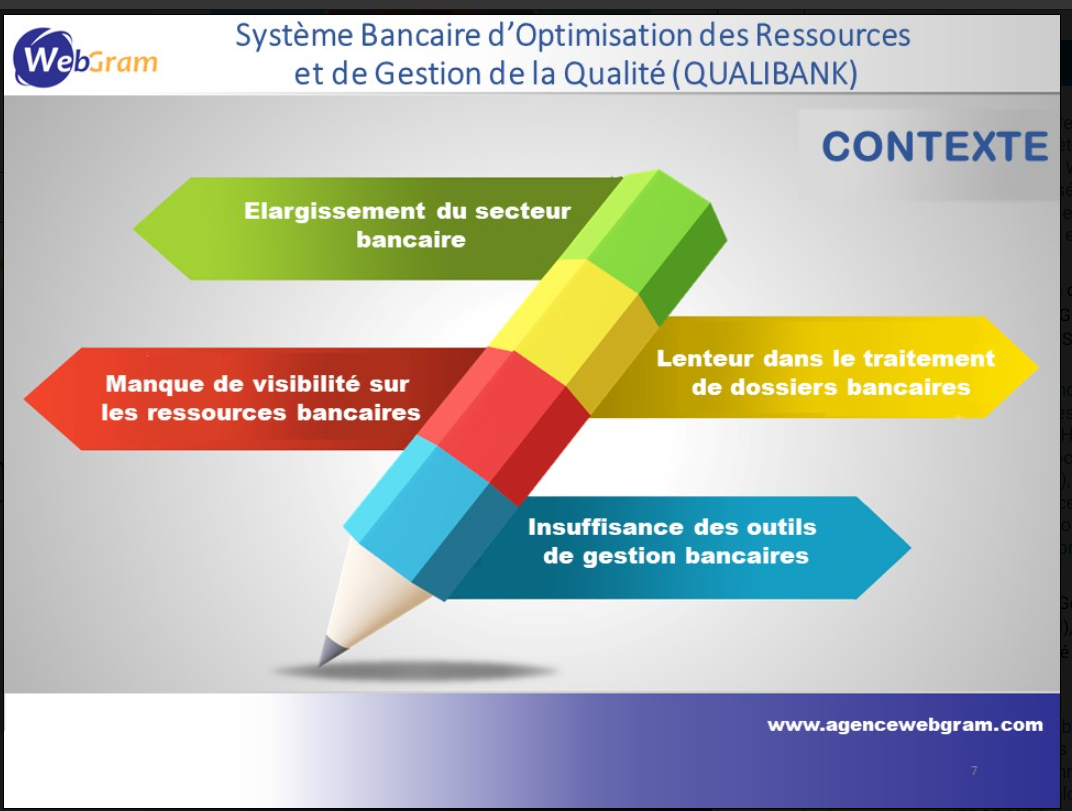 WebGram
Système Bancaire d’Optimisation des Ressources
et de Gestion de la Qualité (QUALIBANK)
CONTEXTE
Elargissement du secteur
bancaire
Lenteur dans le traitement
de dossiers bancaires
Manque de visibilité sur
les ressources bancaires
Insuffisance des outils
de gestion bancaires
www.agencewebgram.com
7